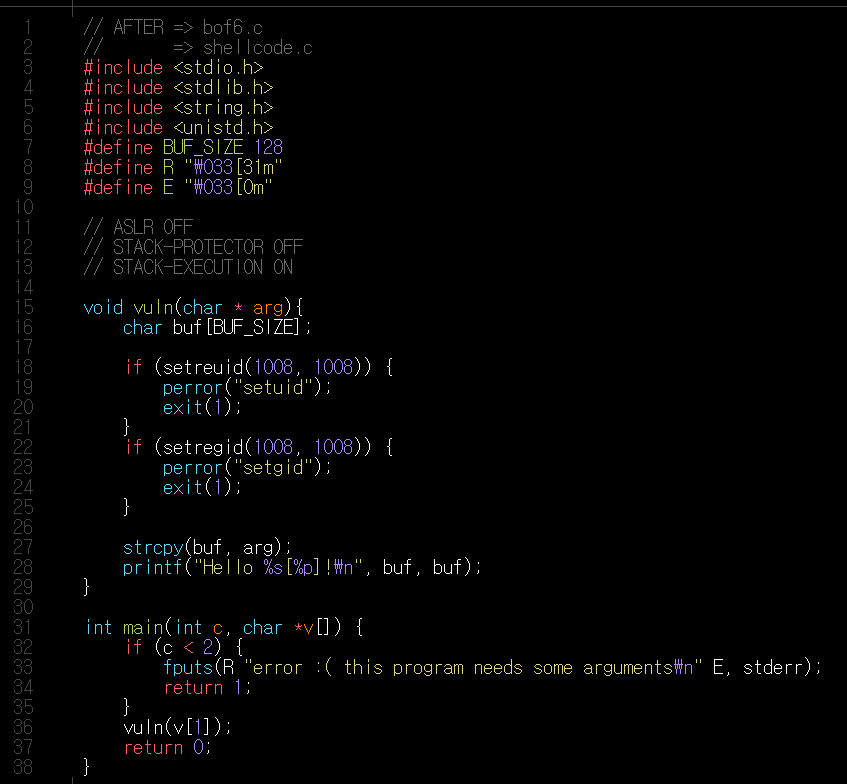 1 // AFTER => bof6.c
2 //       => shellcode.c
3 #include <stdio.h>
4 #include <stdlib.h>
5 #include <string.h>
6 #include <unistd.h>
7 #define BUF_SIZE 128
8 #define R "₩033[31m"
9 #define E "₩033[0m"
10
11 // ASLR OFF
12 // STACK-PROTECTOR OFF
13 // STACK-EXECUTION ON
14
15 void vuln(char * arg){
16     char buf[BUF_SIZE];
17
18     if (setreuid(1008, 1008)) {
19         perror("setuid");
20         exit(1);
21     }
22     if (setregid(1008, 1008)) {
23         perror("setgid");
24         exit(1);
25     }
26
27     strcpy(buf, arg);
28     printf("Hello %s[%p]!₩n", buf, buf);
29 }
30
31 int main(int c, char *v[]) {
32     if (c < 2) {
33         fputs(R "error :( this program needs some arguments₩n" E, stderr);
34         return 1;
35     }
36     vuln(v[1]);
37     return 0;
38 }